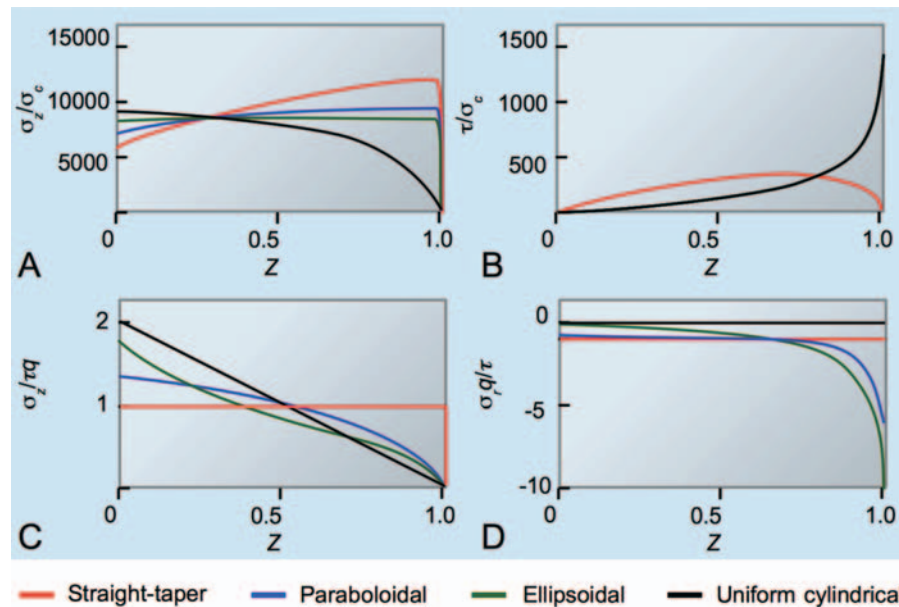 15000
10000
5000
σz/σc
0
0.5
1.0
A
Z
1500
1000
500
τ/σc
0
0.5
1.0
B
Z
2
1
σz/τq
0
0.5
1.0
C
Z
0
-5
-10
σrq/τ
0
0.5
1.0
D
Z
Straight-taper
Paraboloidal
Ellipsoidal
Uniform cylindrical